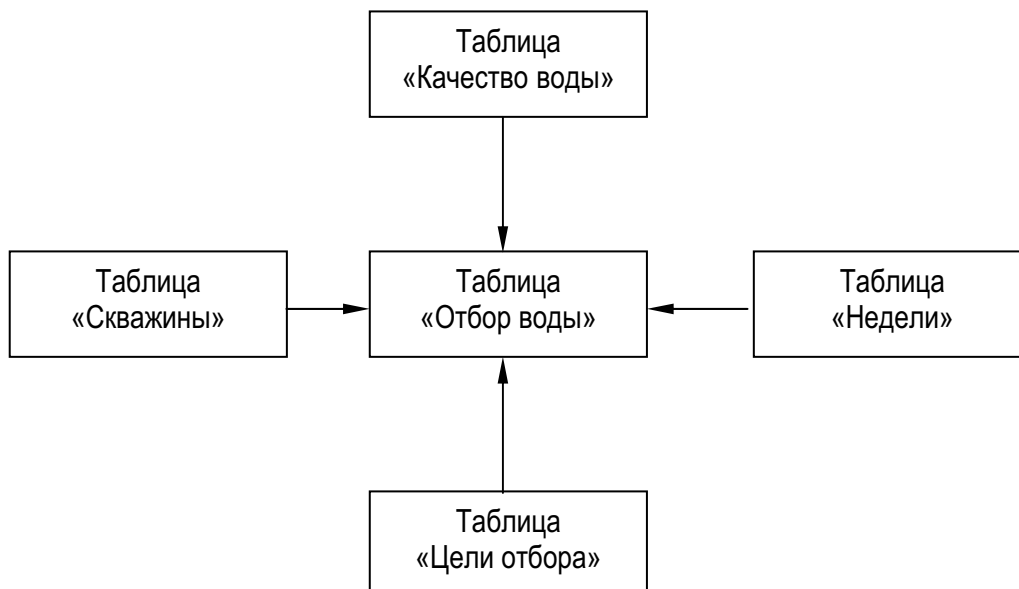 Таблица
«Качество воды»
Таблица
«Скважины»
Таблица
«Отбор воды»
Таблица
«Недели»
Таблица
«Цели отбора»